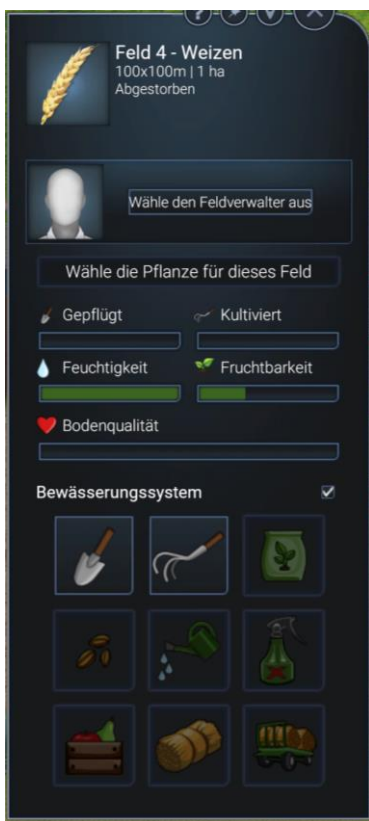 Feld 4 - Weizen
100x100m | 1 ha
Abgestorben
Wähle den Feldverwalter aus
Wähle die Pflanze für dieses Feld
Gepflügt Kultiviert
Feuchtigkeit Fruchtbarkeit
Bodenqualität
Bewässerungssystem